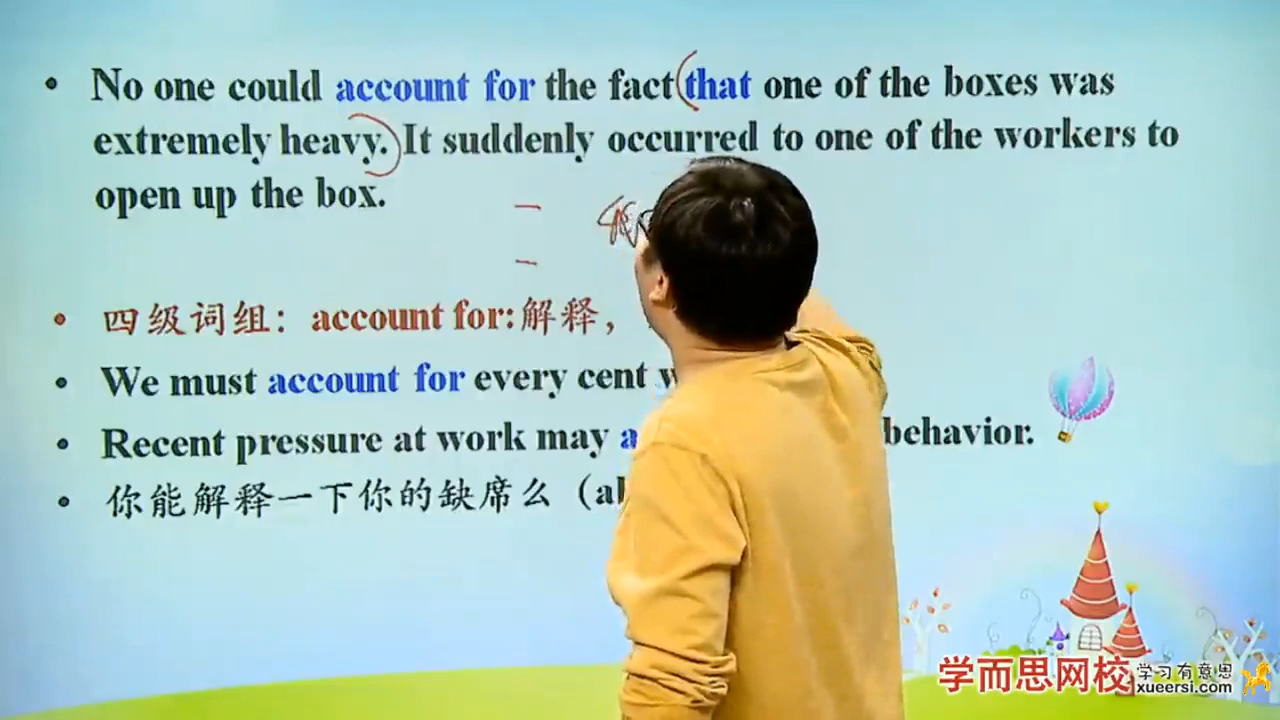 • No one could account for the fact that one of the boxes was
extremely heavy. It suddenly occurred to one of the workers to
open up the box.
• 四级词组：account for:解释，
• We must account for every cent
• Recent pressure at work may behavior.
• 你能解释一下你的缺席么（
学而思网校 学习有意思
xueersi.com